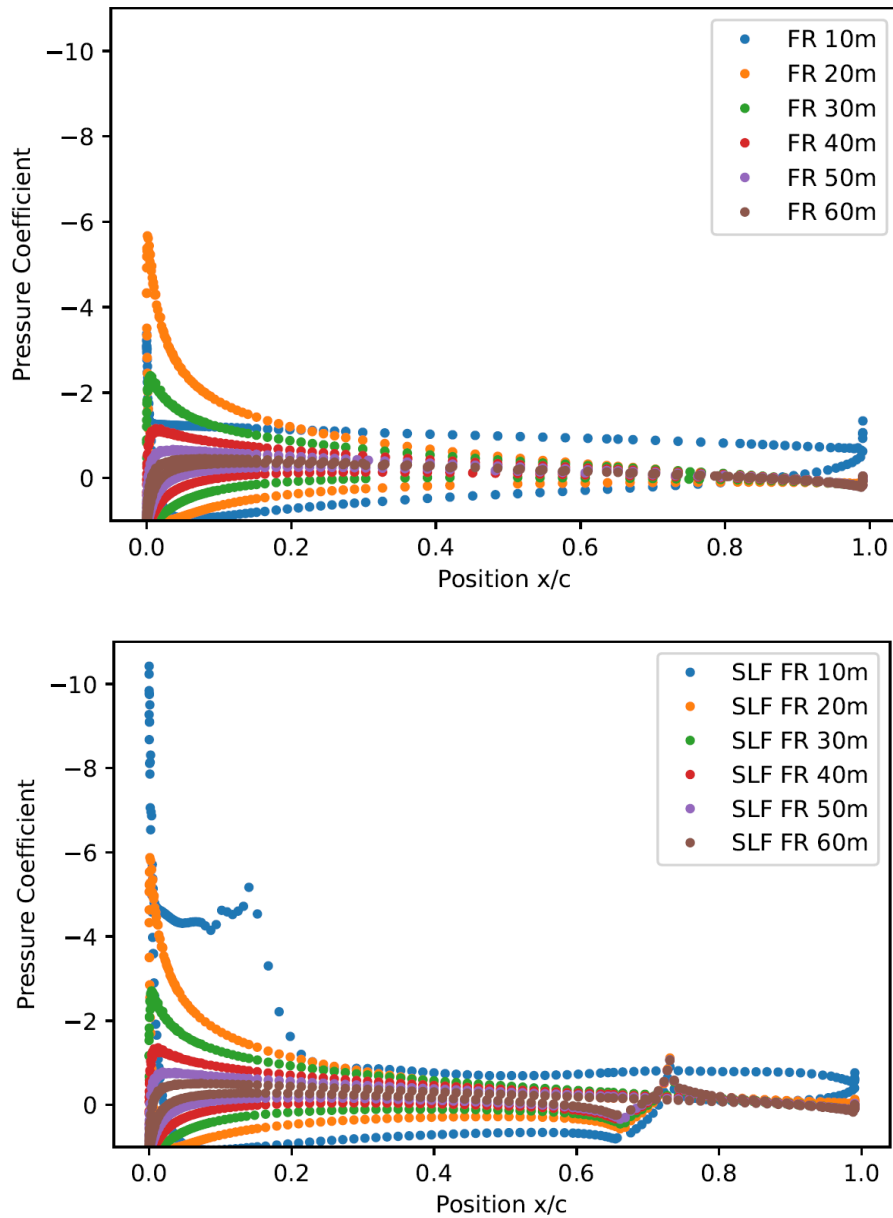 −10
−8
−6
−4
−2
0
Pressure Coefficient
FR 10m
FR 20m
FR 30m
FR 40m
FR 50m
FR 60m
0.0 0.2 0.4 0.6 0.8 1.0
Position x/c
−10
−8
−6
−4
−2
0
Pressure Coefficient
SLF FR 10m
SLF FR 20m
SLF FR 30m
SLF FR 40m
SLF FR 50m
SLF FR 60m
0.0 0.2 0.4 0.6 0.8 1.0
Position x/c